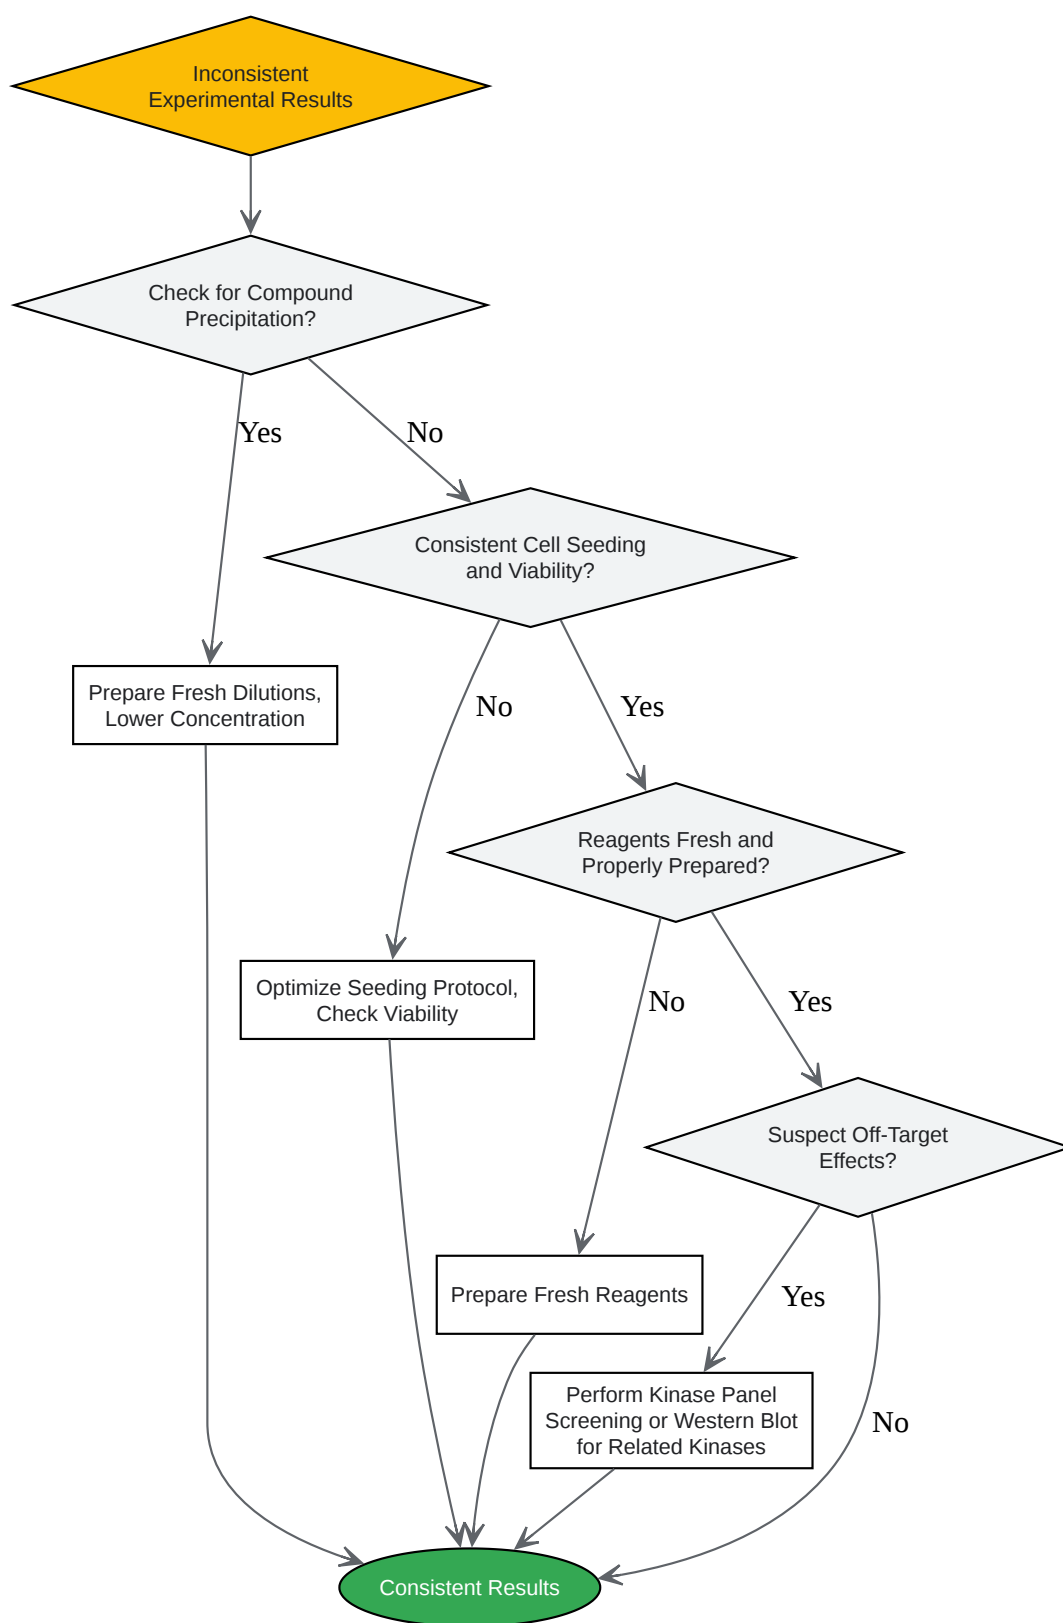 Inconsistent
Experimental Results
Check for Compound
Precipitation?
Yes
No
Consistent Cell Seeding
and Viability?
Prepare Fresh Dilutions,
Lower Concentration
No
Yes
Reagents Fresh and
Properly Prepared?
Optimize Seeding Protocol,
Check Viability
No
Yes
Suspect Off-Target
Effects?
Prepare Fresh Reagents
Yes
Perform Kinase Panel
Screening or Western Blot
for Related Kinases
No
Consistent Results